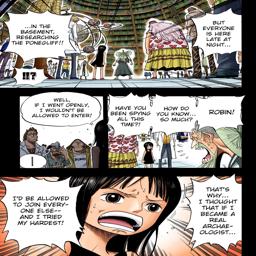 BUT
EVERYONE
IS HERE
LATE AT
NIGHT...
...IN THE
BASEMENT,
RESEARCHING
THE
PONEGLIFF!!
!!?
ROBIN!
HOW DO
YOU KNOW...
SO MUCH?
HAVE YOU
BEEN SPYING
ALL THIS
TIME?!
WELL,
IF I WENT OPENLY,
I WOULDN'T BE
ALLOWED TO ENTER!
!
THAT'S
WHY...
I THOUGHT
THAT IF I
BECAME A
REAL
ARCHAE-
OLOGIST...
I'D BE ALLOWED
TO JOIN EVERY-
ONE ELSE--
AND I
TRIED MY
HARDEST!!